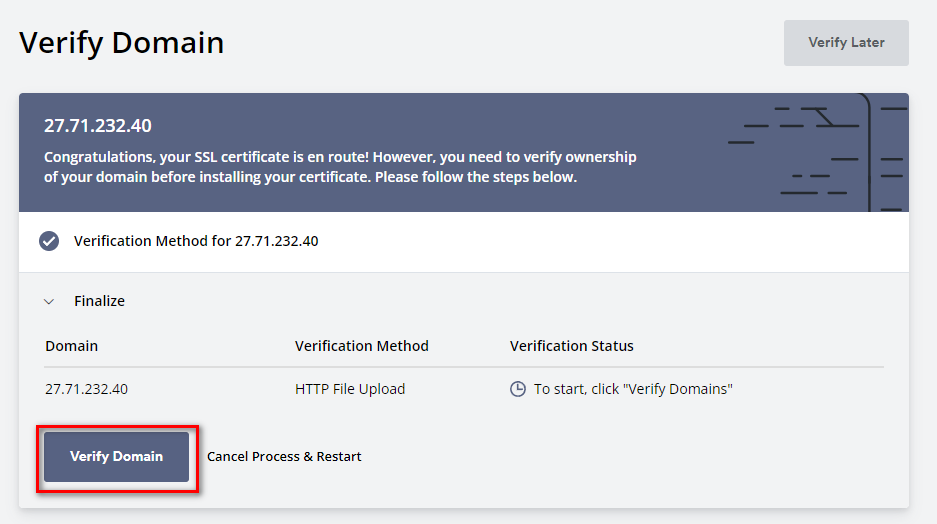 Verify Domain
Verify Later
27.71.232.40
Congratulations, your SSL certificate is en route! However, you need to verify ownership
of your domain before installing your certificate. Please follow the steps below.
Verification Method for 27.71.232.40
Finalize
Domain Verification Method Verification Status
27.71.232.40 HTTP File Upload To start, click "Verify Domains"
Verify Domain Cancel Process & Restart